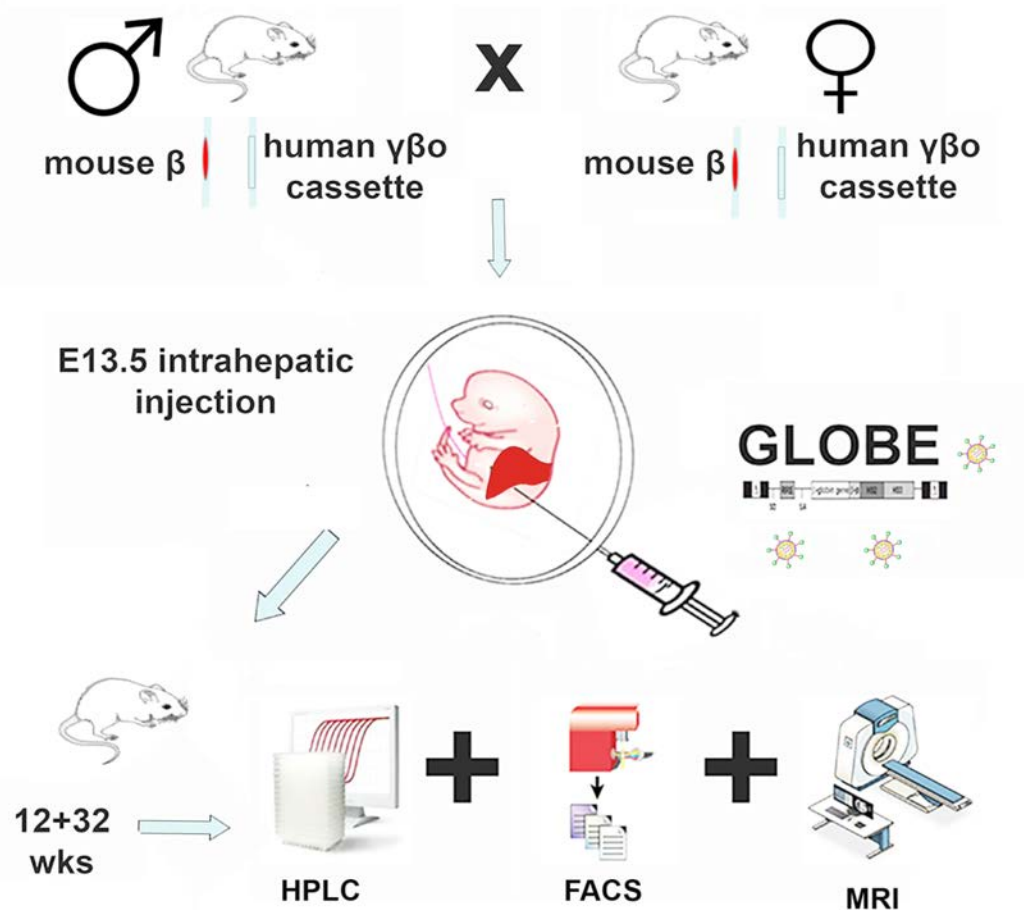 ♂ X ♀
mouse β
human γβo
cassette
mouse β
human γβo
cassette
E13.5 intrahepatic
injection
GLOBE
HS2
12+32
wks
HPLC
FACS
MRI